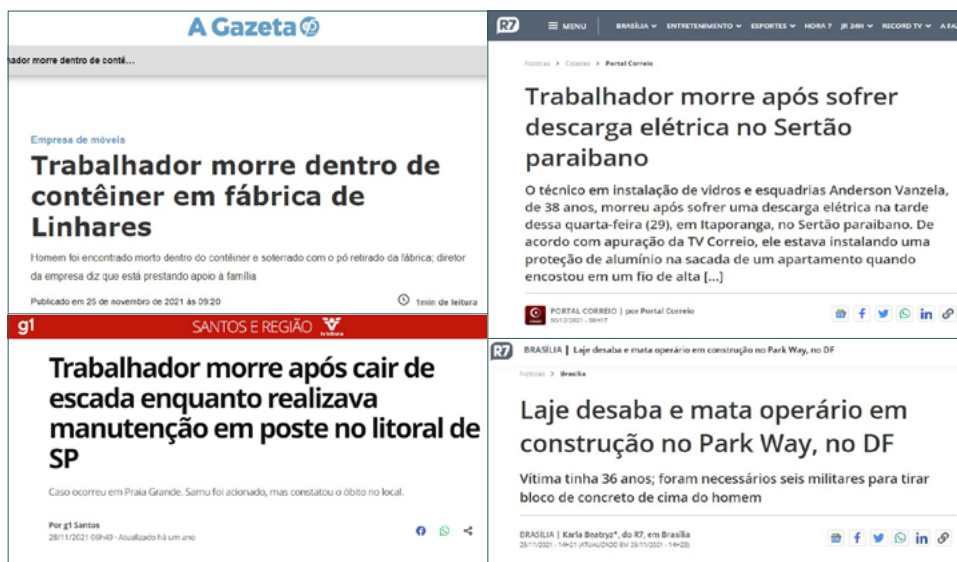 A Gazeta
hador morre dentro de contê...
Empresa de móveis
Trabalhador morre dentro de
contêiner em fábrica de
Linhares
Homem foi encontrado morto dentro do contêiner e soterrado com o pó retirado da fábrica; diretor
da empresa diz que está prestando apoio à família
Publicado em 26 de novembro de 2021 às 09:20
1min de leitura
R7
MENU
BRASÍLIA
ENTRETENIMENTO
ESPORTES
HORA 7
JR 24H
RECORD TV
A FA
Notícias > Cidades > Portal Correio
Trabalhador morre após sofrer
descarga elétrica no Sertão
paraibano
O técnico em instalação de vidros e esquadrias Anderson Vanzela,
de 38 anos, morreu após sofrer uma descarga elétrica na tarde
dessa quarta-feira (29), em Itaporanga, no Sertão paraibano. De
acordo com apuração da TV Correio, ele estava instalando uma
proteção de alumínio na sacada de um apartamento quando
encostou em um fio de alta [...]
PORTAL CORREIO | por Portal Correio
g1
SANTOS E REGIÃO
Trabalhador morre após cair de
escada enquanto realizava
manutenção em poste no litoral de
SP
Caso ocorreu em Praia Grande. Samu foi acionado, mas constatou o óbito no local.
Por g1 Santos
28/11/2021 06h49 - Atualizado há um ano
R7
BRASÍLIA | Laje desaba e mata operário em construção no Park Way, no DF
Notícias > Brasília
Laje desaba e mata operário em
construção no Park Way, no DF
Vítima tinha 36 anos; foram necessários seis militares para tirar
bloco de concreto de cima do homem
BRASÍLIA | Karla Beatryz*, do R7, em Brasília